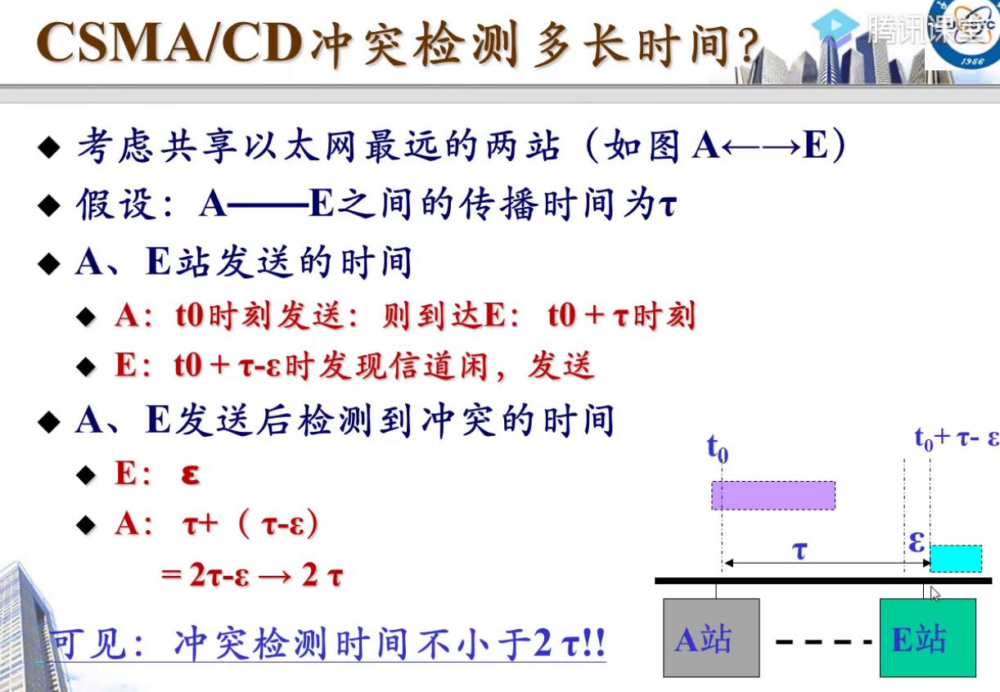 CSMA/CD冲突检测多长时间?
腾讯课堂
1956
◆ 考虑共享以太网最远的两站（如图 A←→E）
◆ 假设：A——E之间的传播时间为τ
◆ A、E站发送的时间
◆ A：t0时刻发送：则到达E： t0 + τ时刻
◆ E：t0 + τ-ε时发现信道闲，发送
◆ A、E发送后检测到冲突的时间
◆ E： ε
◆ A： τ+（ τ-ε）
= 2τ-ε → 2 τ
可见：冲突检测时间不小于2 τ!!
t₀
t₀+ τ- ε
τ
ε
A站
E站